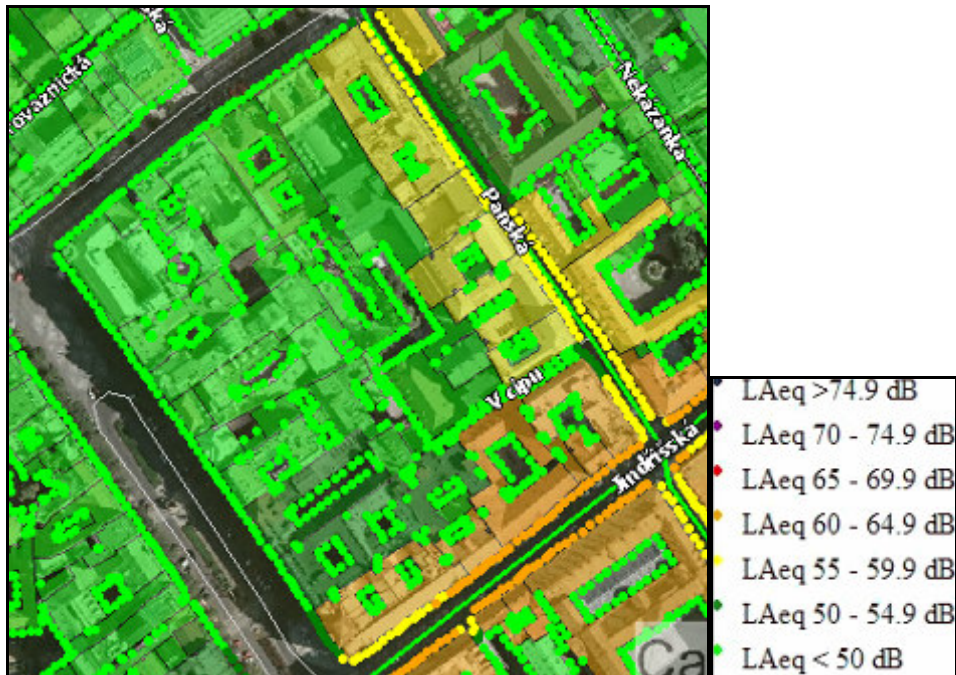 Nekázanka
Panská
V cípu
Jindřišská
Ca
LAeq >74.9 dB
LAeq 70 - 74.9 dB
LAeq 65 - 69.9 dB
LAeq 60 - 64.9 dB
LAeq 55 - 59.9 dB
LAeq 50 - 54.9 dB
LAeq < 50 dB